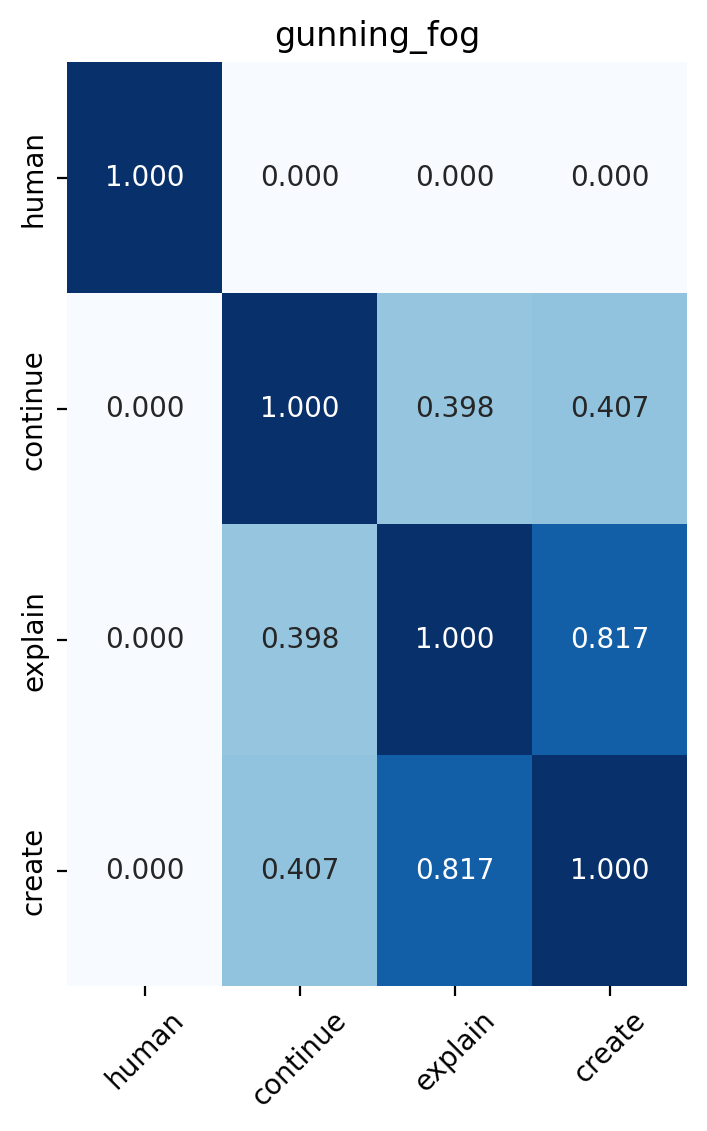 gunning_fog
human
1.000 0.000 0.000 0.000
continue
0.000 1.000 0.398 0.407
explain
0.000 0.398 1.000 0.817
create
0.000 0.407 0.817 1.000
human continue explain create